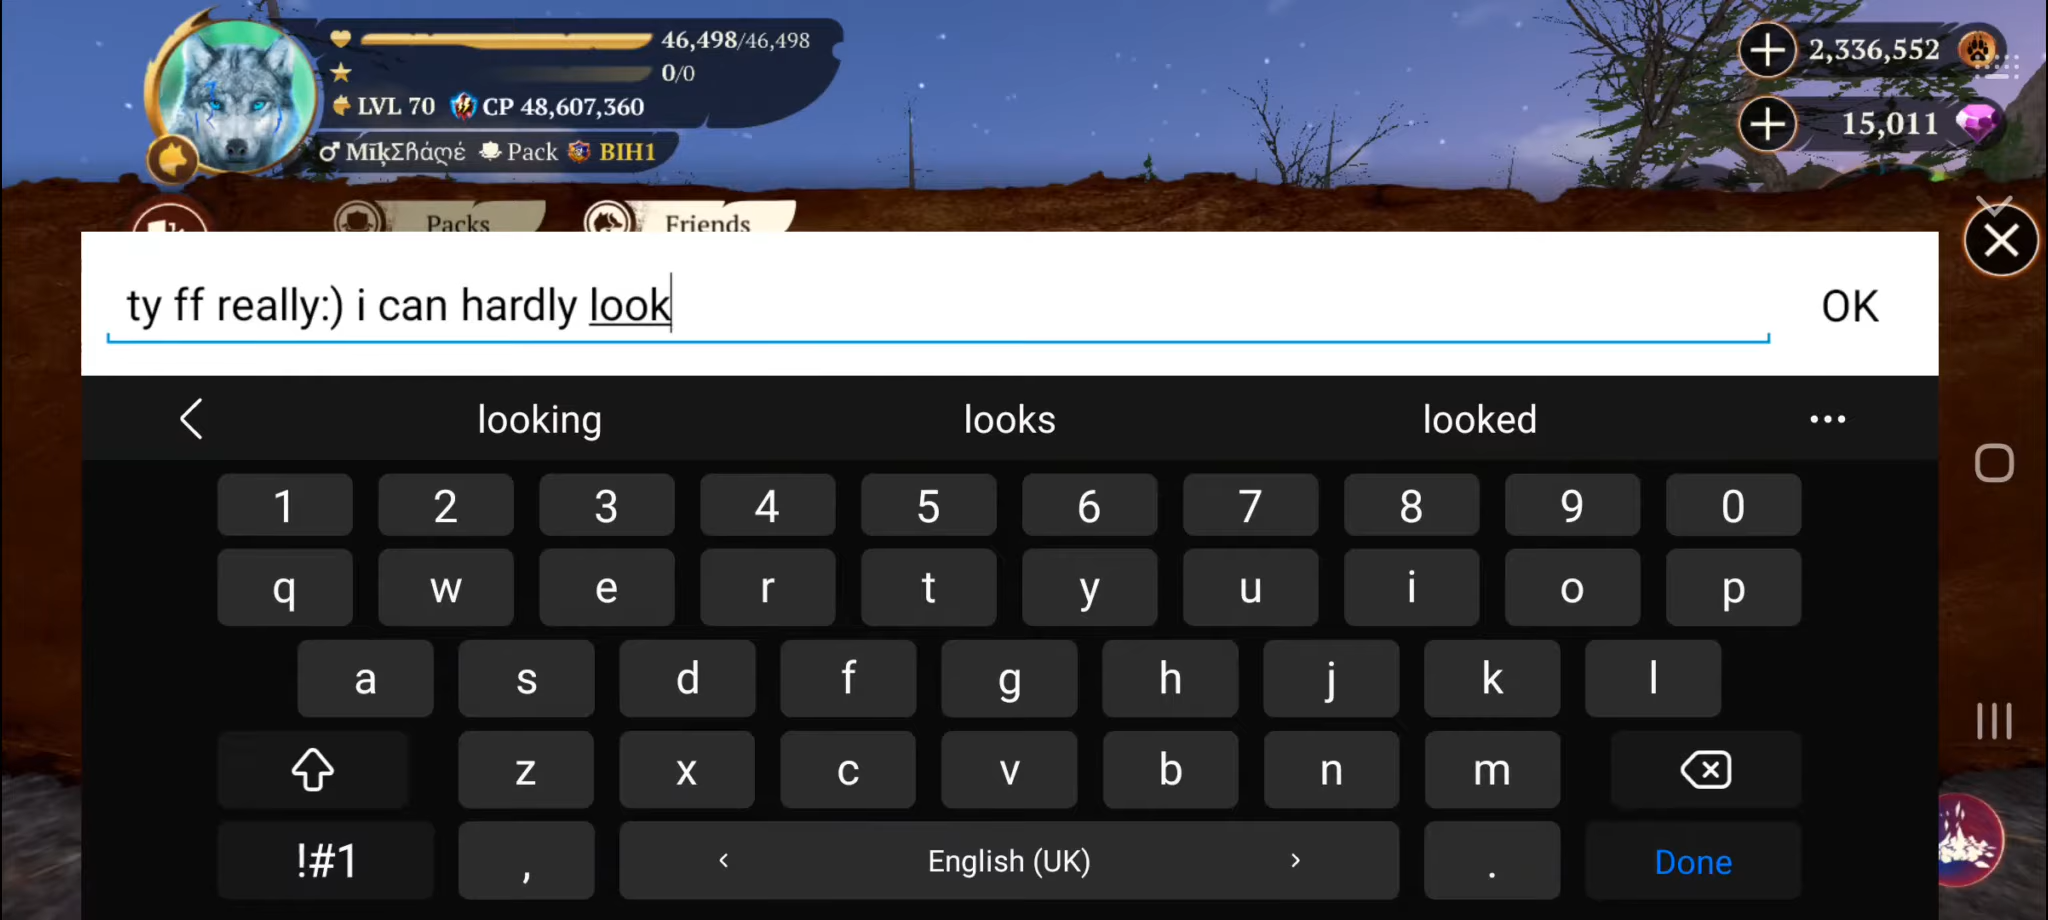 46,498/46,498
0/0
LVL 70 CP 48,607,360
Pack BIH1
2,336,552
15,011
Packs Friends
ty ff really:) i can hardly look
OK
looking looks looked
1 2 3 4 5 6 7 8 9 0
q w e r t y u i o p
a s d f g h j k l
z x c v b n m
!#1 , English (UK) . Done